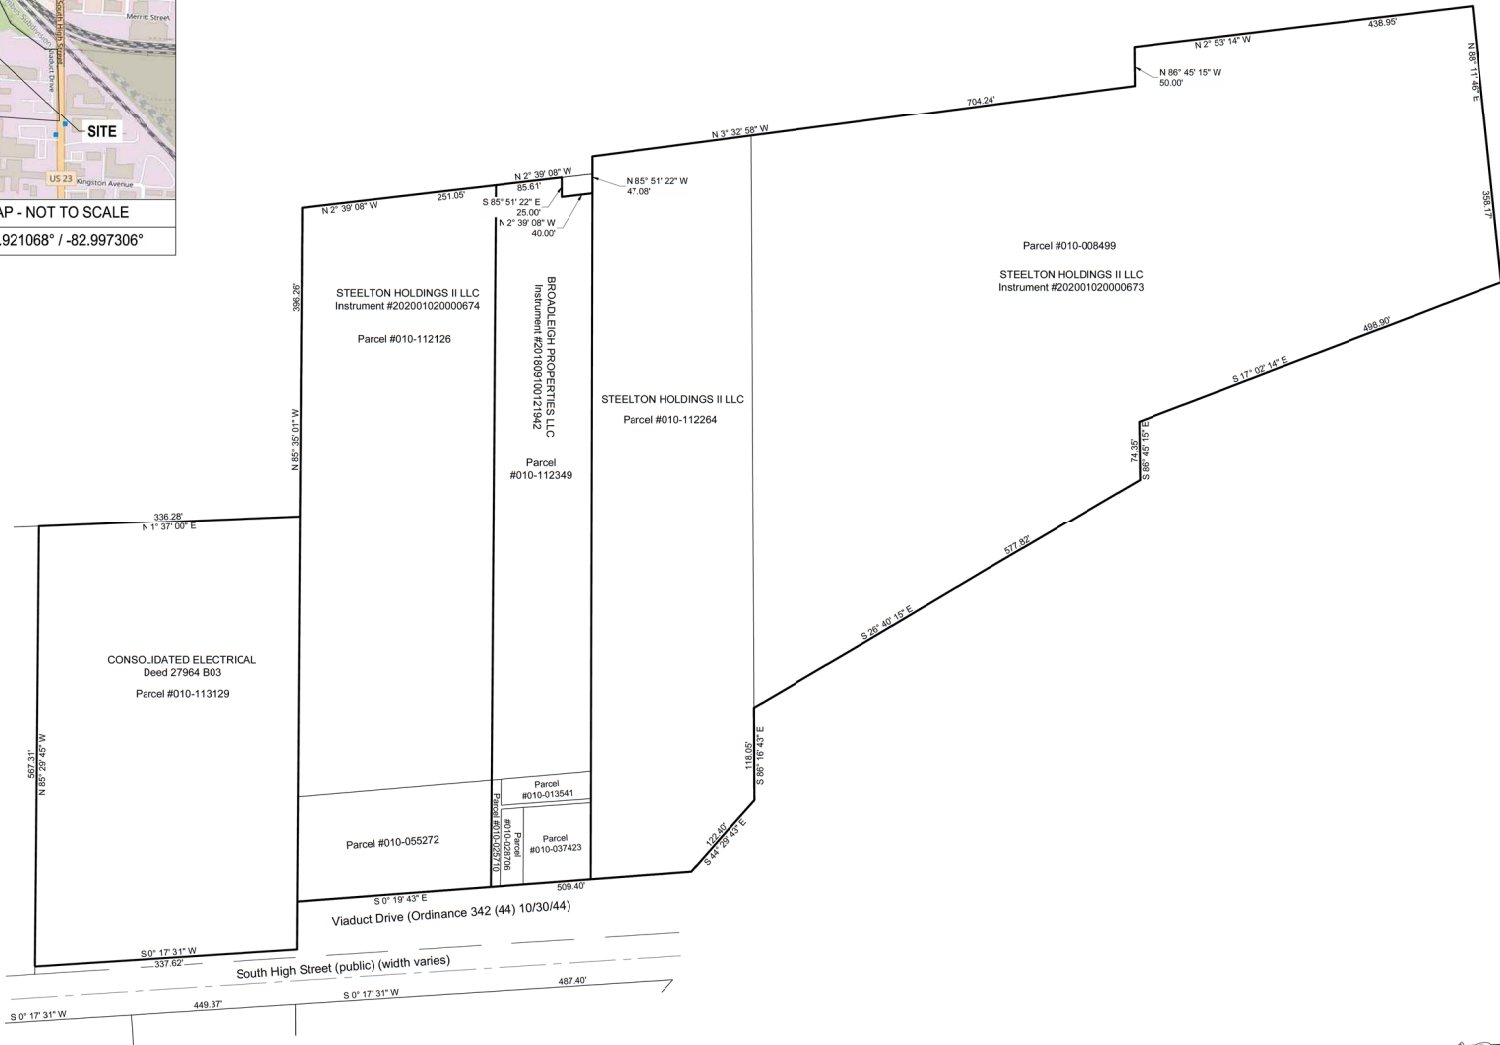 Merrit Street
South High Street
Viaduct Drive
SITE
US 23
Kingston Avenue
AP - NOT TO SCALE
.921068° / -82.997306°
438.95'
N 2° 53' 14" W
N 88° 11' 46" E
358.17'
N 86° 45' 15" W
50.00'
704.24'
N 3° 32' 58" W
N 2° 39' 08" W
85.61'
N 85° 51' 22" W
47.08'
251.05'
N 2° 39' 08" W
S 85° 51' 22" E
25.00'
N 2° 39' 08" W
40.00'
Parcel #010-008499
STEELTON HOLDINGS II LLC
Instrument #202001020000673
STEELTON HOLDINGS II LLC
Instrument #202001020000674
Parcel #010-112126
BROADLEIGH PROPERTIES LLC
Instrument #201809100121942
Parcel
#010-112349
STEELTON HOLDINGS II LLC
Parcel #010-112264
N 85° 35' 01" W
498.90'
S 17° 02' 14" E
74.35'
S 86° 45' 15" E
336.28'
N 1° 37' 00" E
577.82'
S 26° 40' 15" E
CONSOLIDATED ELECTRICAL
Deed 27964 B03
Parcel #010-113129
567.31'
N 85° 29' 45" W
118.05'
S 86° 16' 43" E
122.40'
S 44° 29' 43" E
Parcel
#010-013541
Parcel #010-025710
Parcel
#010-028706
Parcel
#010-037423
Parcel #010-055272
509.40'
S 0° 19' 43" E
Viaduct Drive (Ordinance 342 (44) 10/30/44)
S0° 17' 31" W
337.62'
South High Street (public) (width varies)
487.40'
S 0° 17' 31" W
449.37'
S 0° 17' 31" W